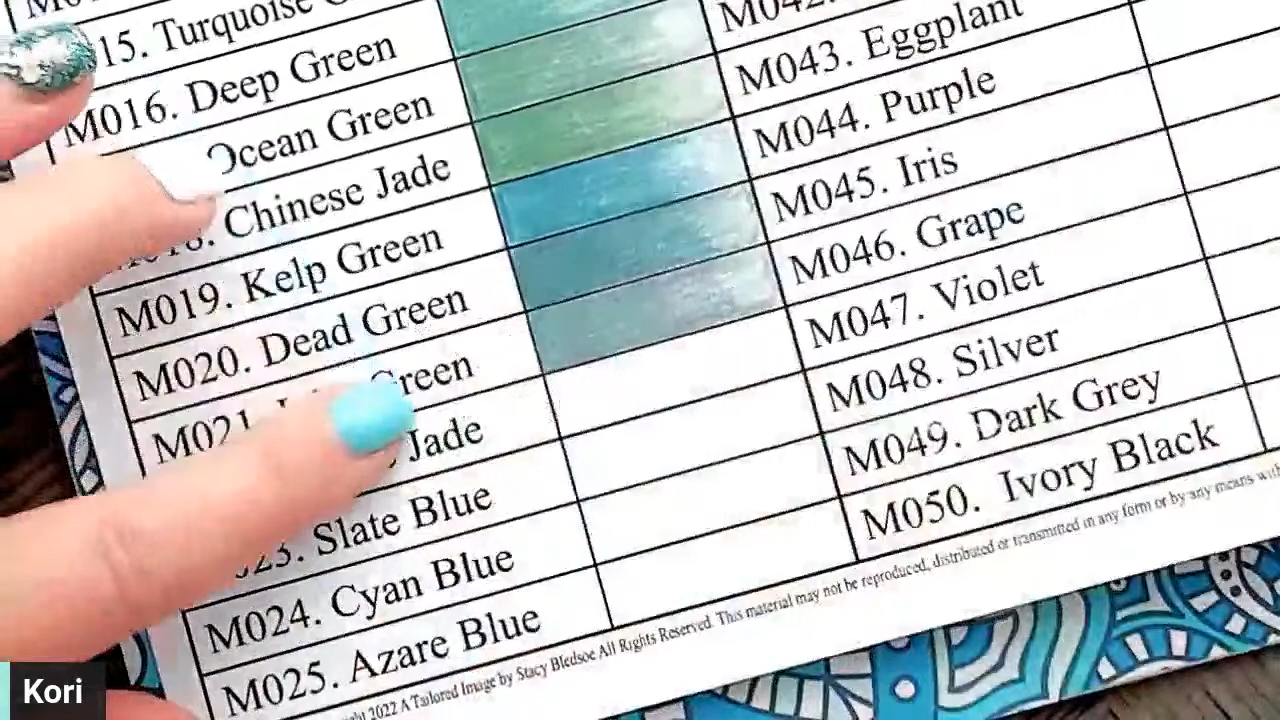 15. Turquoise
M016. Deep Green
Ocean Green
Chinese Jade
M019. Kelp Green
M020. Dead Green
M021. Green
Jade
23. Slate Blue
M024. Cyan Blue
M025. Azare Blue
M042.
M043. Eggplant
M044. Purple
M045. Iris
M046. Grape
M047. Violet
M048. Silver
M049. Dark Grey
M050. Ivory Black
2022 A Tailored Image by Stacy Bledsoe All Rights Reserved. This material may not be reproduced, distributed or transmitted in any form or by any means with
Kori